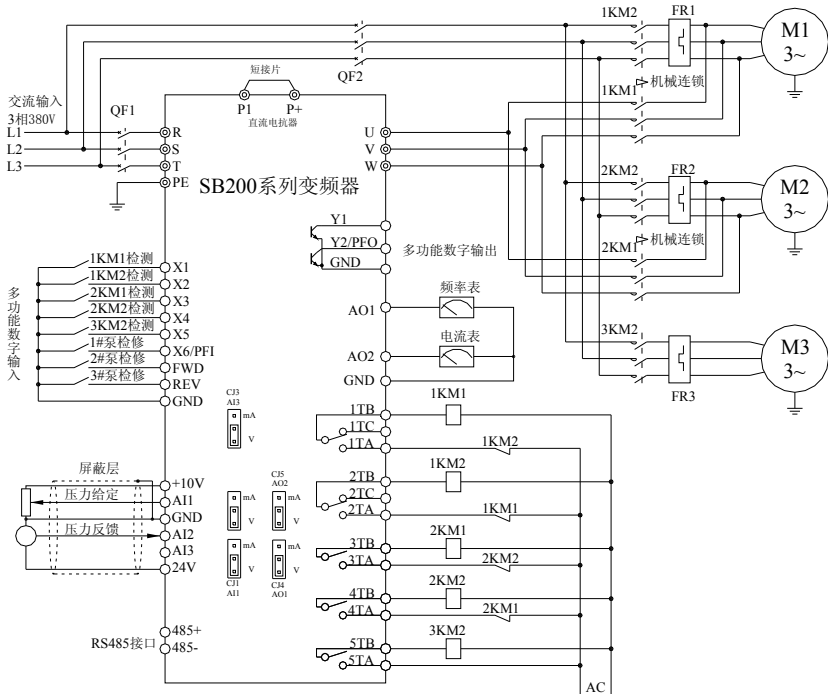 1KM2
FR1
M1
3~
QF2
机械连锁
1KM1
短接片
P1
P+
直流电抗器
交流输入
3相380V
QF1
L1
L2
L3
R
S
T
PE
U
V
W
SB200系列变频器
2KM2
FR2
M2
3~
机械连锁
2KM1
Y1
Y2/PFO
GND
多功能数字输出
多功能数字输入
1KM1检测
X1
1KM2检测
X2
2KM1检测
X3
2KM2检测
X4
3KM2检测
X5
1#泵检修
X6/PFI
2#泵检修
FWD
3#泵检修
REV
GND
AO1
频率表
AO2
电流表
GND
3KM2
FR3
M3
3~
CJ3
AI3
mA
V
1TB
1KM1
1TC
1TA
1KM2
2TB
1KM2
2TC
2TA
1KM1
3TB
2KM1
3TA
2KM2
4TB
2KM2
4TA
2KM1
5TB
3KM2
5TA
AC
屏蔽层
+10V
压力给定
AI1
GND
压力反馈
AI2
AI3
24V
CJ5
AO2
mA
V
mA
V
mA
V
CJ1
AI1
mA
V
CJ4
AO1
RS485接口
485+
485-